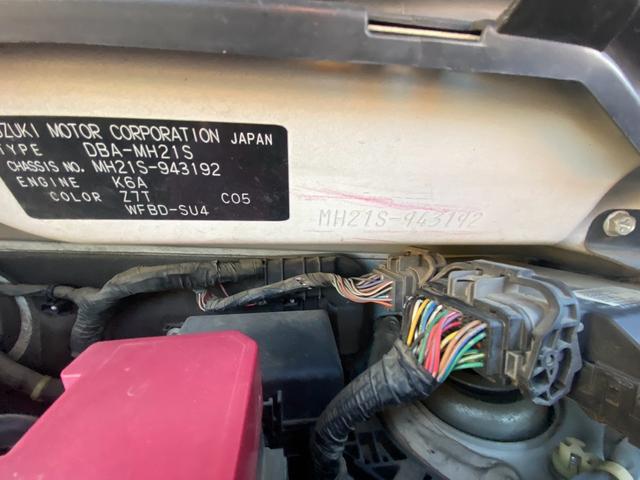 UZUKI MOTOR CORPORATION JAPAN
TYPE DBA-MH21S
CHASSIS NO. MH21S-943192
ENGINE K6A
COLOR Z7T C05
WFBD-SU4
MH21S-943192